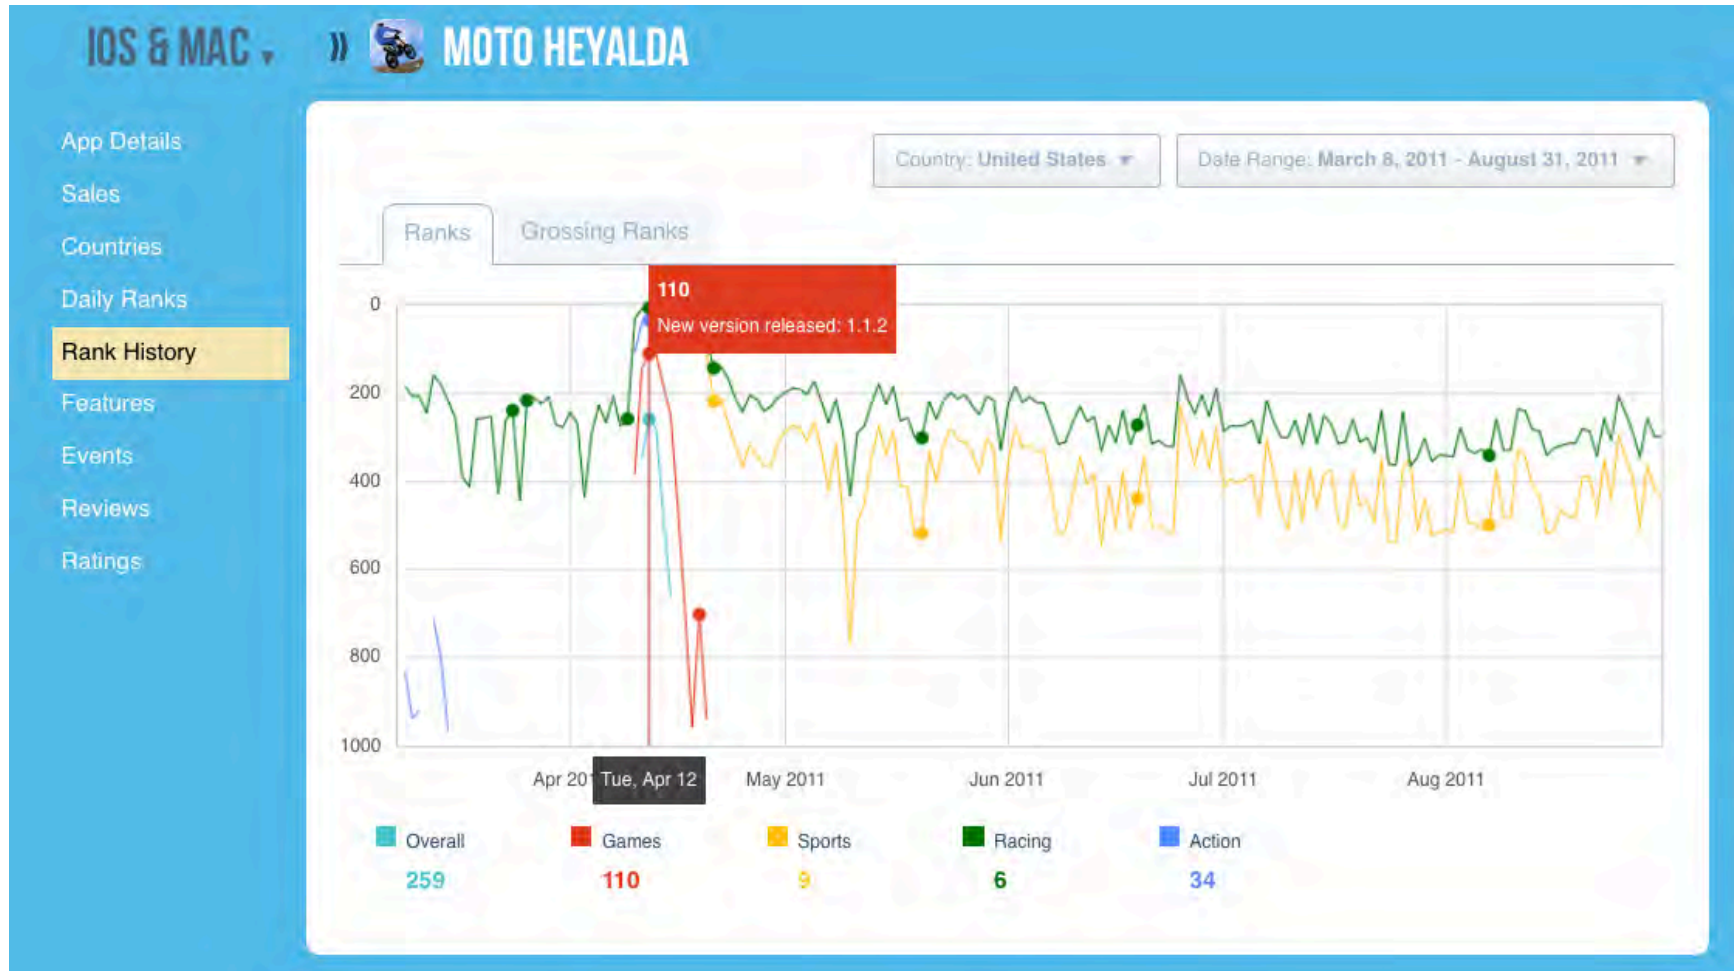 IOS & MAC
» MOTO HEYALDA
App Details
Sales
Countries
Daily Ranks
Rank History
Features
Events
Reviews
Ratings
Country: United States
Date Range: March 8, 2011 - August 31, 2011
Ranks
Grossing Ranks
110
New version released: 1.1.2
0
200
400
600
800
1000
Apr 201
Tue, Apr 12
May 2011
Jun 2011
Jul 2011
Aug 2011
Overall
Games
Sports
Racing
Action
259
110
9
6
34